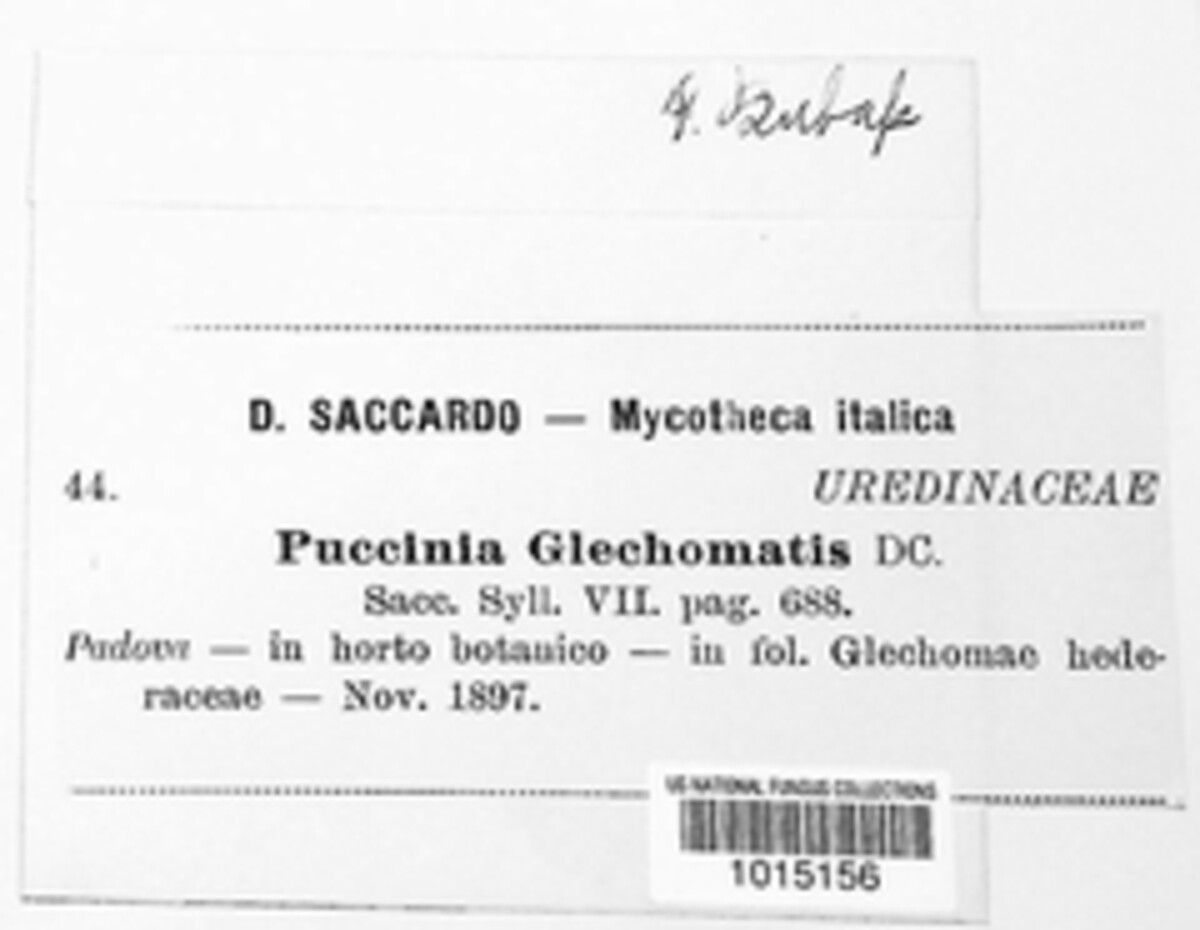 D. SACCARDO — Mycotheca italica
44. UREDINACEAE
Puccinia Glechomatis DC.
Sacc. Syll. VII. pag. 688.
Padova — in horto botanico — in fol. Glechomae hede-
raceae — Nov. 1897.
US NATIONAL FUNGUS COLLECTIONS
1015156